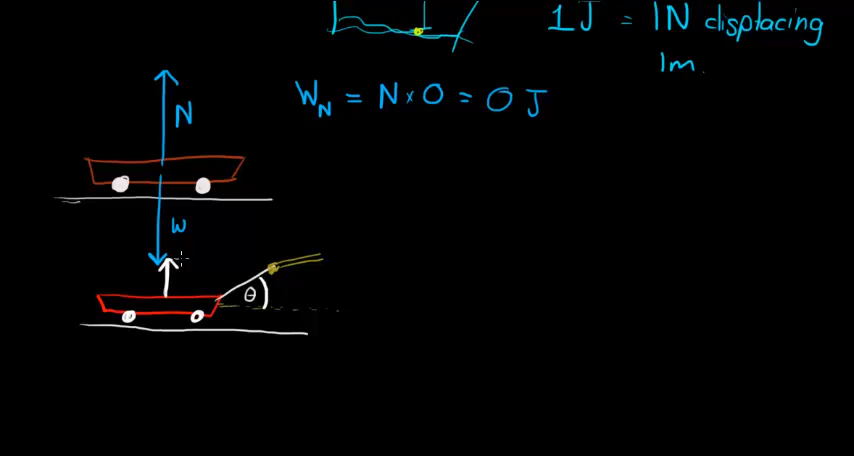 1J = 1N displacing
1m.
W_N = N × 0 = 0 J
N
W
θ